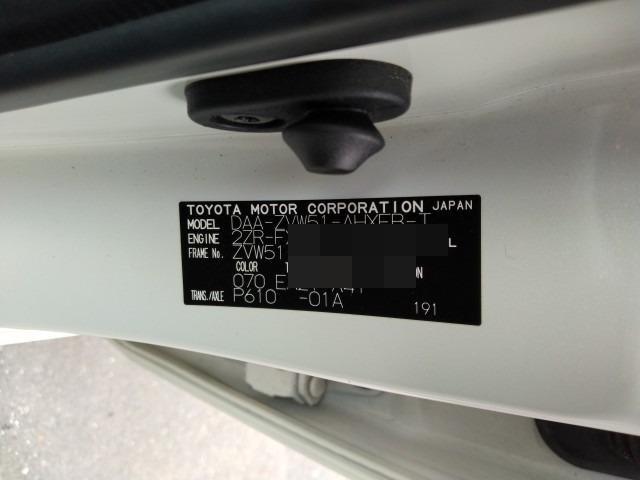 TOYOTA MOTOR CORPORATION JAPAN
MODEL DAA-ZVW51-AHXEB-T
ENGINE 2ZR-F L
FRAME No. ZVW51
COLOR
070 A41
TRANS./AXLE P610 -01A
191